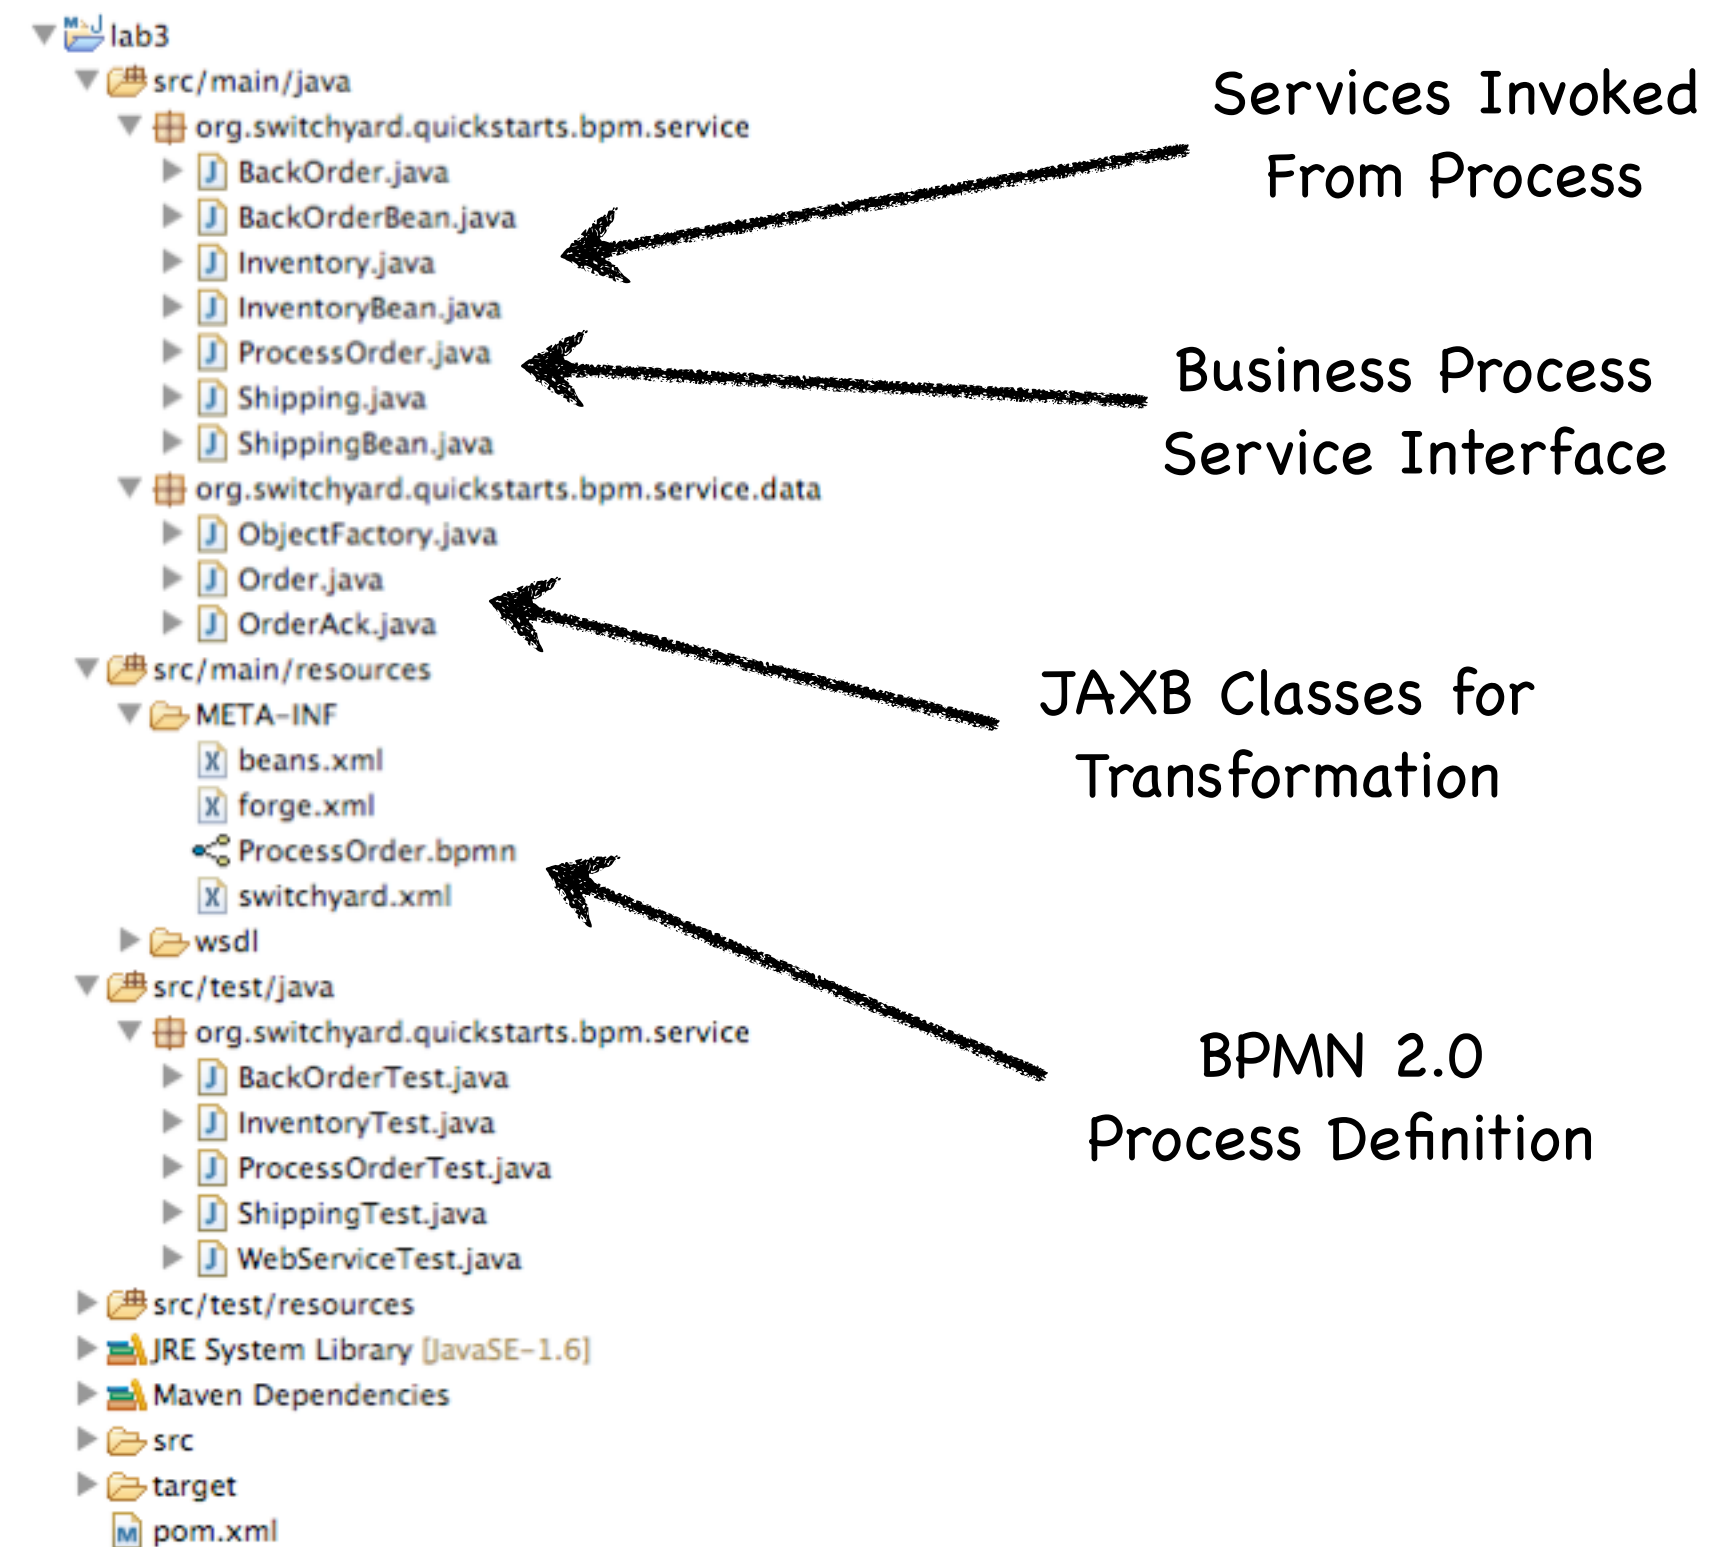 lab3
src/main/java
org.switchyard.quickstarts.bpm.service
BackOrder.java
BackOrderBean.java
Inventory.java
InventoryBean.java
ProcessOrder.java
Shipping.java
ShippingBean.java
org.switchyard.quickstarts.bpm.service.data
ObjectFactory.java
Order.java
OrderAck.java
src/main/resources
META-INF
beans.xml
forge.xml
ProcessOrder.bpmn
switchyard.xml
wsdl
src/test/java
org.switchyard.quickstarts.bpm.service
BackOrderTest.java
InventoryTest.java
ProcessOrderTest.java
ShippingTest.java
WebServiceTest.java
src/test/resources
JRE System Library [JavaSE-1.6]
Maven Dependencies
src
target
pom.xml
Services Invoked
From Process
Business Process
Service Interface
JAXB Classes for
Transformation
BPMN 2.0
Process Definition